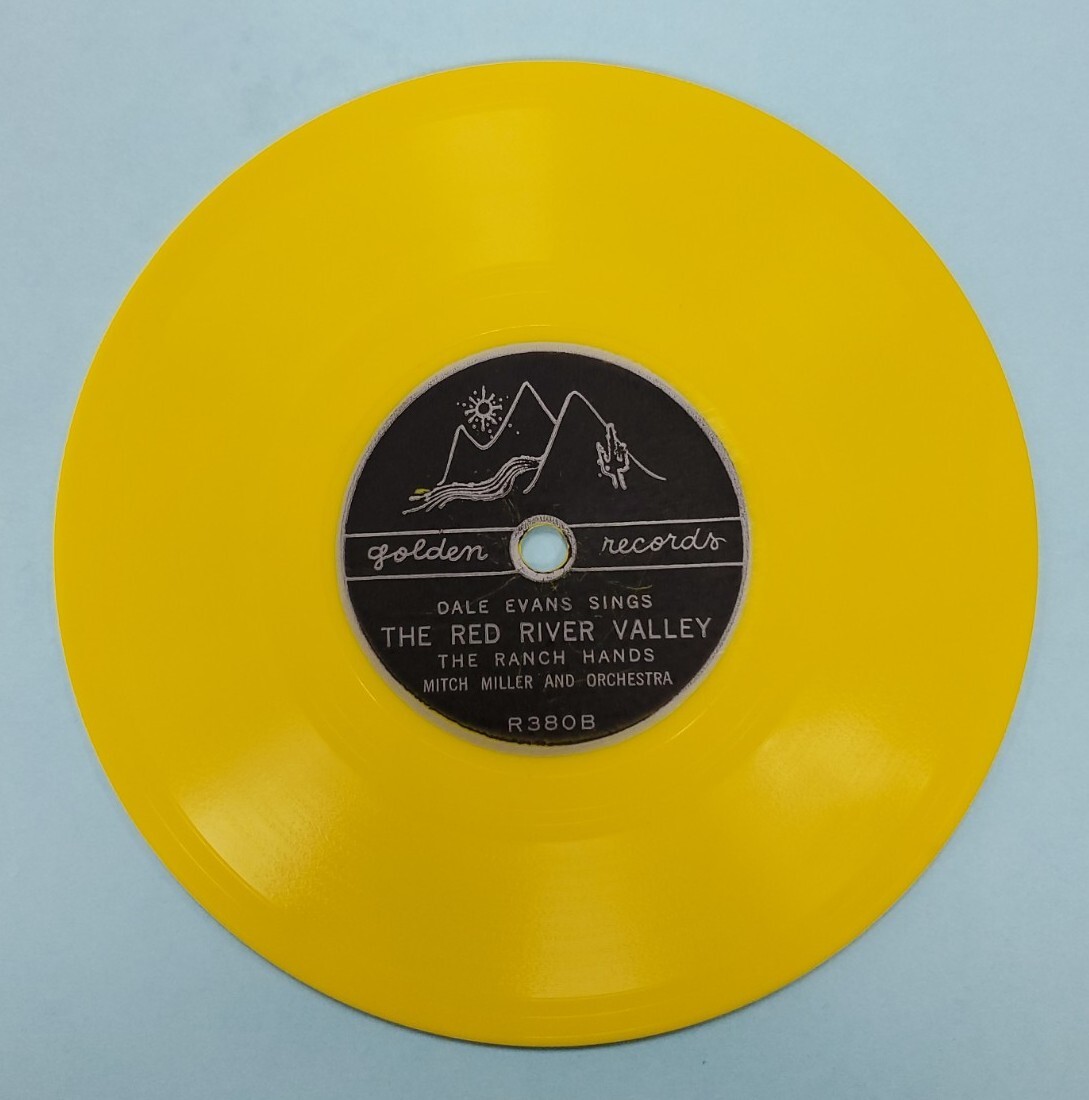 golden records
DALE EVANS SINGS
THE RED RIVER VALLEY
THE RANCH HANDS
MITCH MILLER AND ORCHESTRA
R380B